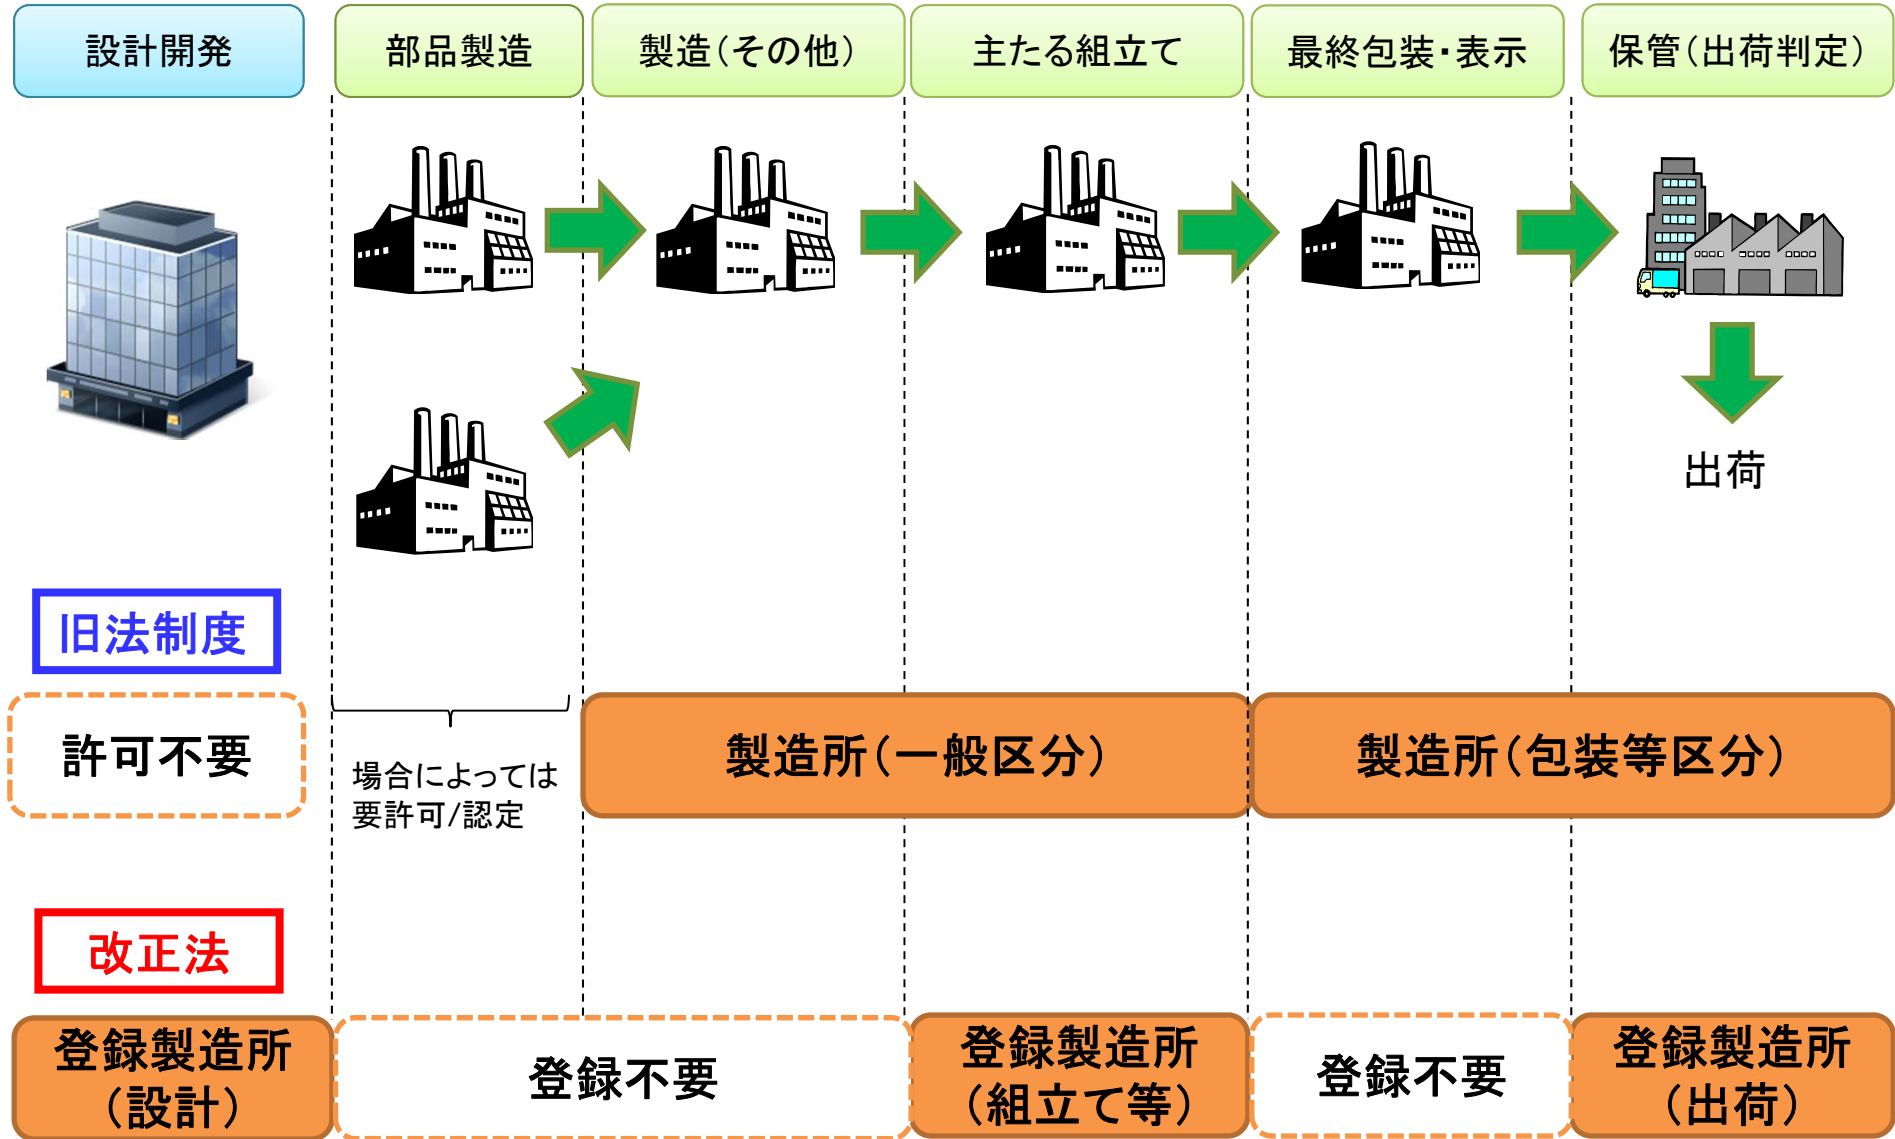 設計開発
部品製造
製造(その他)
主たる組立て
最終包装・表示
保管(出荷判定)
出荷
旧法制度
許可不要
場合によっては
要許可/認定
製造所(一般区分)
製造所(包装等区分)
改正法
登録製造所
(設計)
登録不要
登録製造所
(組立て等)
登録不要
登録製造所
(出荷)